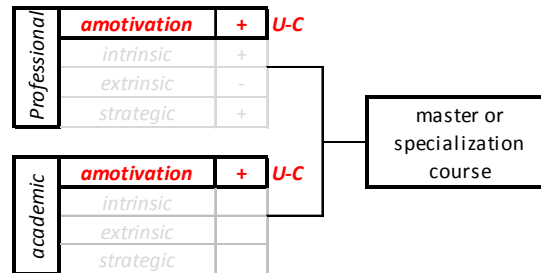 Professional
amotivation + U-C
intrinsic +
extrinsic -
strategic +
master or
specialization
course
academic
amotivation + U-C
intrinsic
extrinsic
strategic